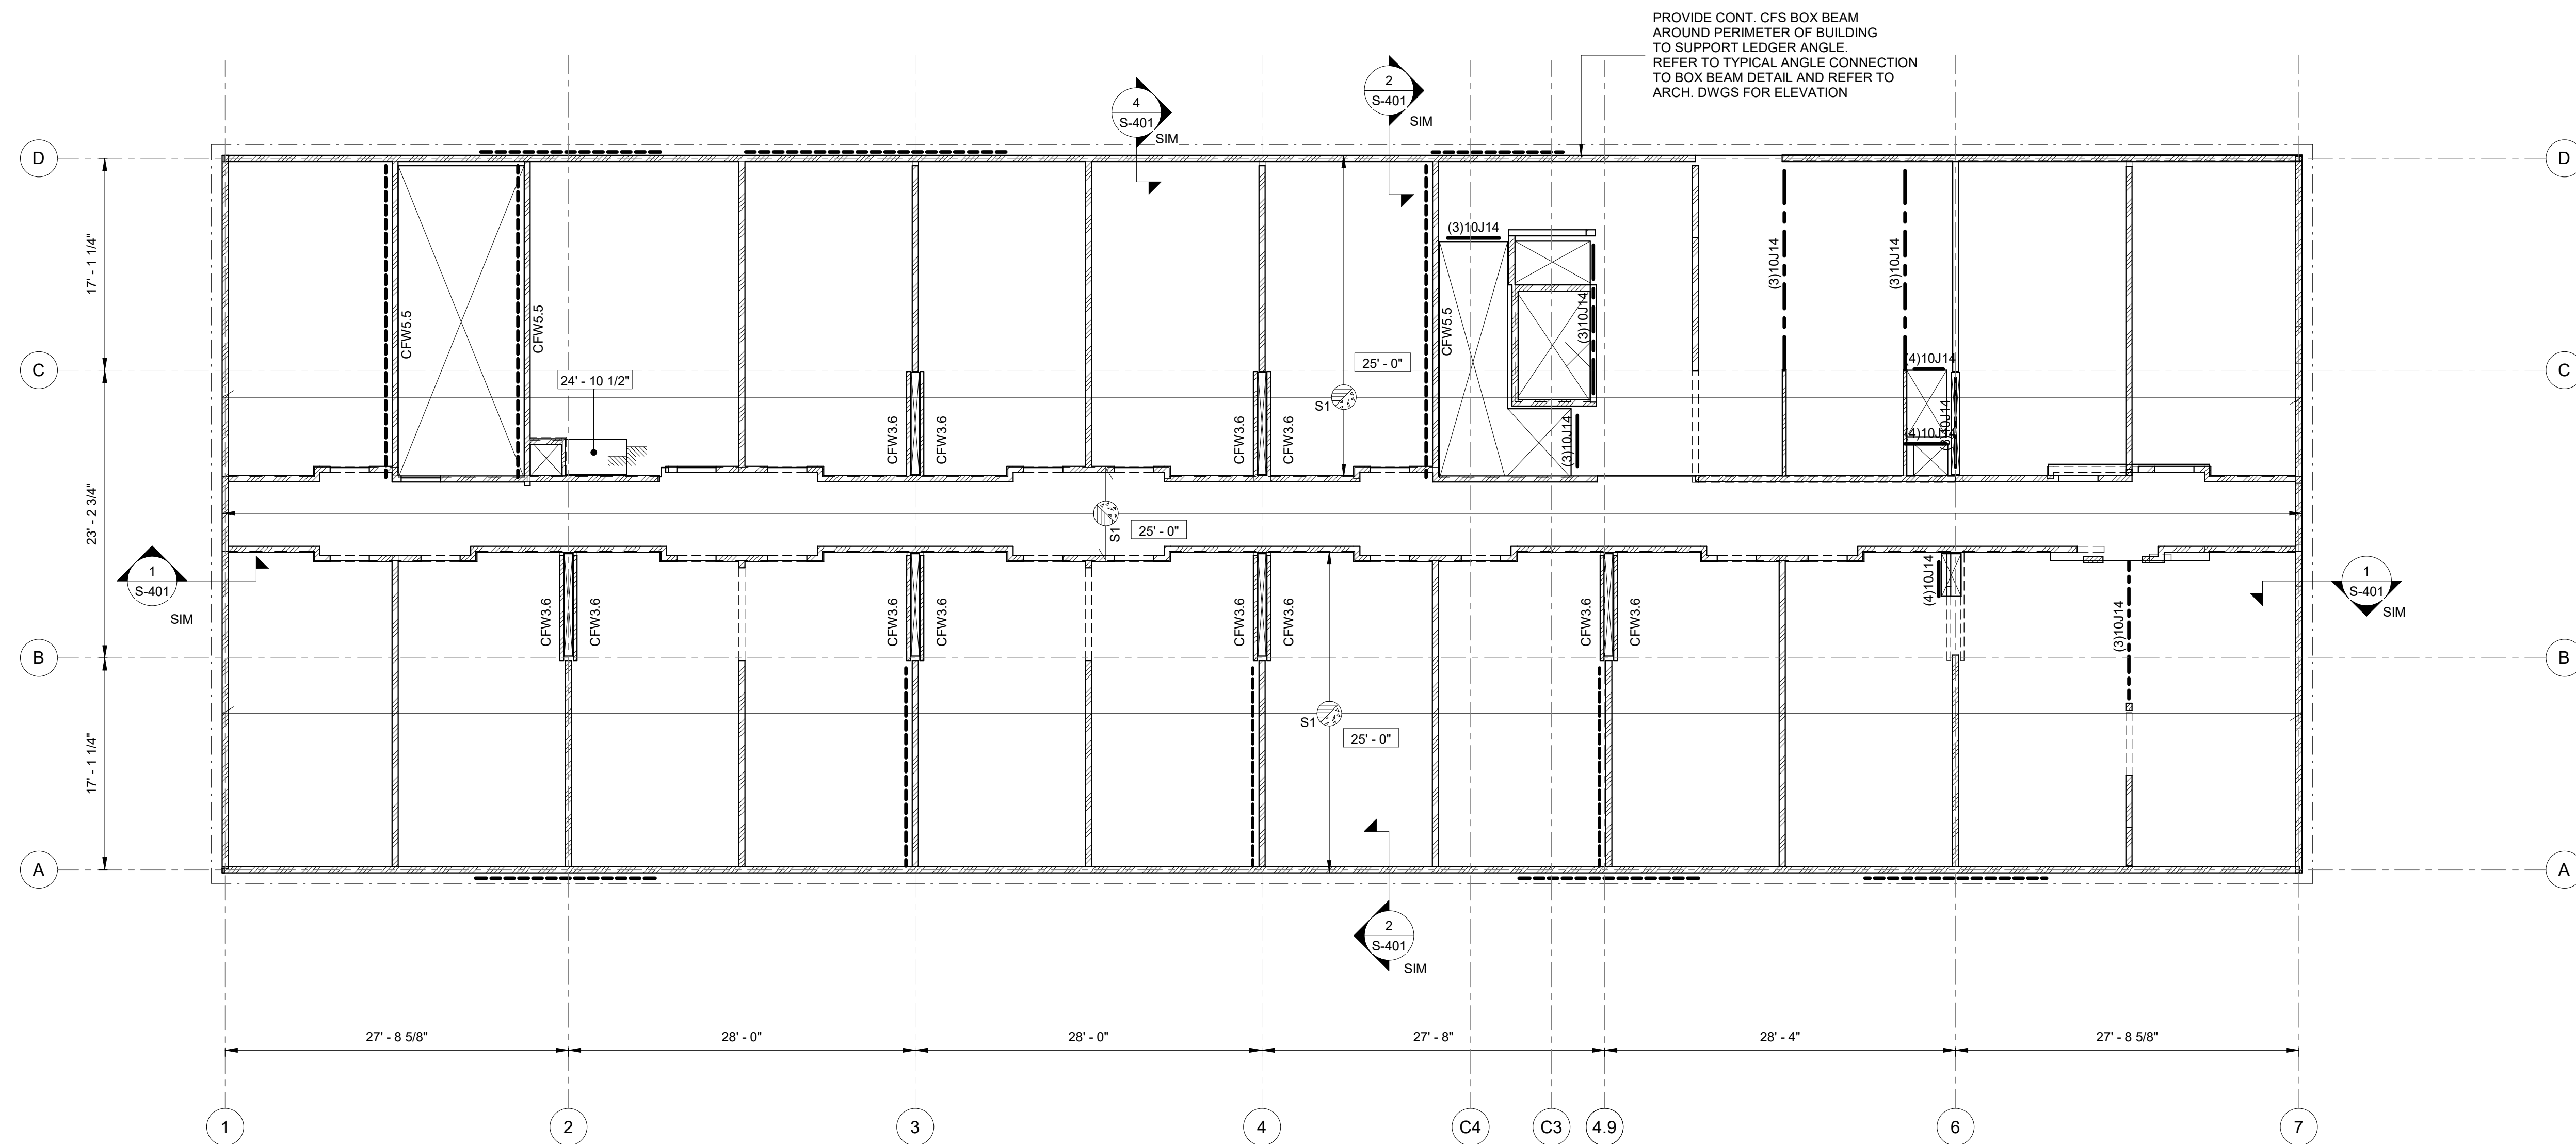 PROVIDE CONT. CFS BOX BEAM
AROUND PERIMETER OF BUILDING
TO SUPPORT LEDGER ANGLE.
REFER TO TYPICAL ANGLE CONNECTION
TO BOX BEAM DETAIL AND REFER TO
ARCH. DWGS FOR ELEVATION
2
S-401
SIM
4
S-401
SIM
D
D
17' - 1 1/4"
(3)10J14
(3)10J14
(3)10J14
(3)10J14
CFW5.5
CFW5.5
CFW5.5
C
C
24' - 10 1/2"
25' - 0"
S1
(4)10J14
(4)10J14
(3)10J14
(3)10J14
CFW3.6
CFW3.6
CFW3.6
CFW3.6
23' - 2 3/4"
25' - 0"
S1
1
S-401
SIM
1
S-401
SIM
CFW3.6
CFW3.6
CFW3.6
CFW3.6
CFW3.6
CFW3.6
CFW3.6
CFW3.6
(4)10J14
(3)10J14
B
B
S1
25' - 0"
17' - 1 1/4"
A
A
2
S-401
SIM
27' - 8 5/8"
28' - 0"
28' - 0"
27' - 8"
28' - 4"
27' - 8 5/8"
1
2
3
4
C4
C3
4.9
6
7